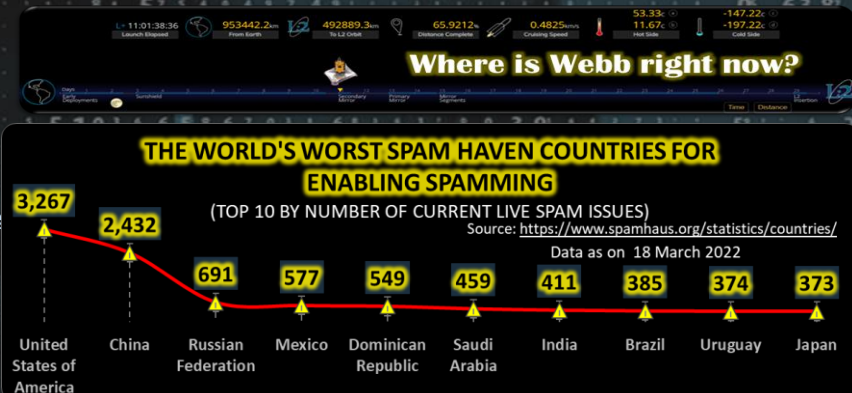 L+ 11:01:38:36
Launch Elapsed
953442.2km
From Earth
492889.3km
To L2 Orbit
65.9212%
Distance Complete
0.4825km/s
Cruising Speed
53.33c
11.67c
Hot Side
-147.22c
-197.22c
Cold Side
Where is Webb right now?
Days
Early
Deployments
Sunshield
Secondary
Mirror
Primary
Mirror
Mirror
Segments
L2
Insertion
Time
Distance
THE WORLD'S WORST SPAM HAVEN COUNTRIES FOR
ENABLING SPAMMING
(TOP 10 BY NUMBER OF CURRENT LIVE SPAM ISSUES)
Source: https://www.spamhaus.org/statistics/countries/
Data as on 18 March 2022
3,267
2,432
691
577
549
459
411
385
374
373
United
States of
America
China
Russian
Federation
Mexico
Dominican
Republic
Saudi
Arabia
India
Brazil
Uruguay
Japan